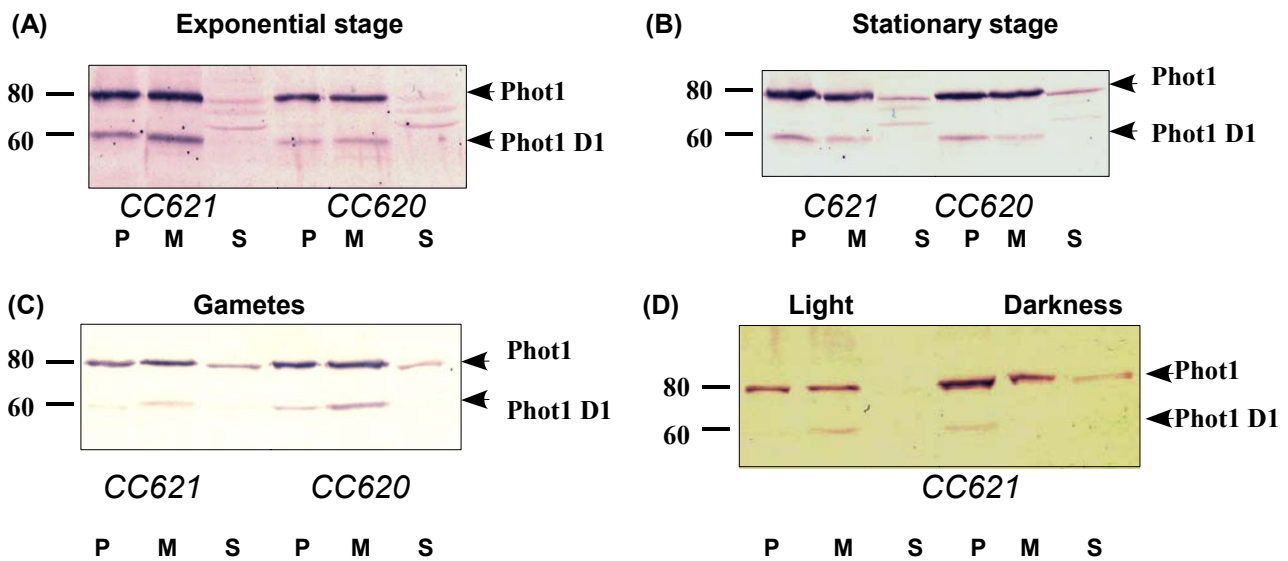 (A) Exponential stage
80
60
Phot1
Phot1 D1
CC621 CC620
P M S P M S
(B) Stationary stage
80
60
Phot1
Phot1 D1
C621 CC620
P M S P M S
(C) Gametes
80
60
Phot1
Phot1 D1
CC621 CC620
P M S P M S
(D) Light Darkness
80
60
Phot1
Phot1 D1
CC621
P M S P M S